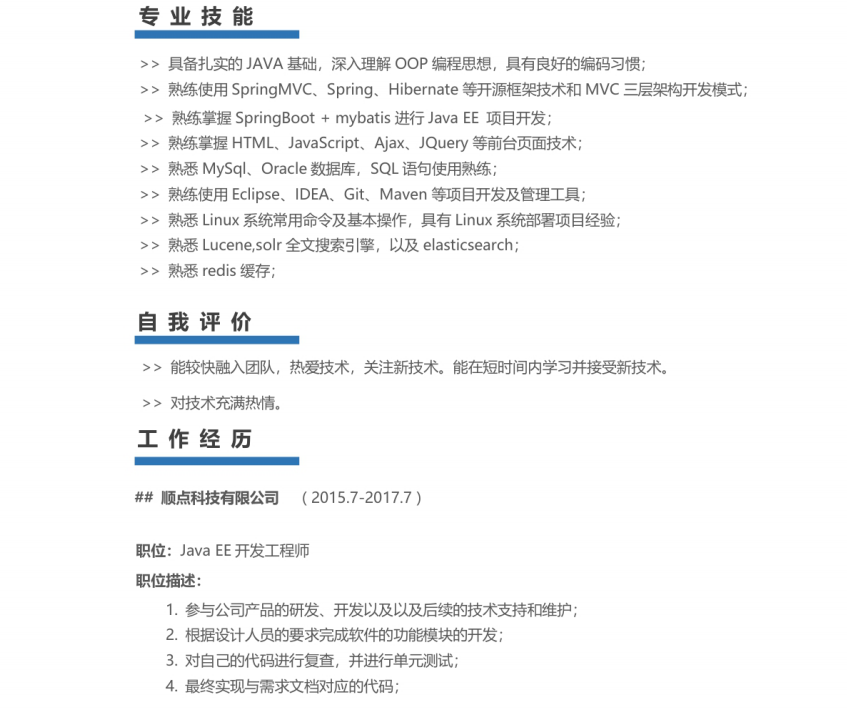 专业技能
>> 具备扎实的 JAVA 基础，深入理解 OOP 编程思想，具有良好的编码习惯；
>> 熟练使用 SpringMVC、Spring、Hibernate 等开源框架技术和 MVC 三层架构开发模式；
>> 熟练掌握 SpringBoot + mybatis 进行 Java EE 项目开发；
>> 熟练掌握 HTML、JavaScript、Ajax、JQuery 等前台页面技术；
>> 熟悉 MySql、Oracle 数据库，SQL 语句使用熟练；
>> 熟练使用 Eclipse、IDEA、Git、Maven 等项目开发及管理工具；
>> 熟悉 Linux 系统常用命令及基本操作，具有 Linux 系统部署项目经验；
>> 熟悉 Lucene,solr 全文搜索引擎，以及 elasticsearch；
>> 熟悉 redis 缓存；
自我评价
>> 能较快融入团队，热爱技术，关注新技术。能在短时间内学习并接受新技术。
>> 对技术充满热情。
工作经历
## 顺点科技有限公司 （2015.7-2017.7）
职位：Java EE 开发工程师
职位描述：
1. 参与公司产品的研发、开发以及以及后续的技术支持和维护；
2. 根据设计人员的要求完成软件的功能模块的开发；
3. 对自己的代码进行复查，并进行单元测试；
4. 最终实现与需求文档对应的代码；